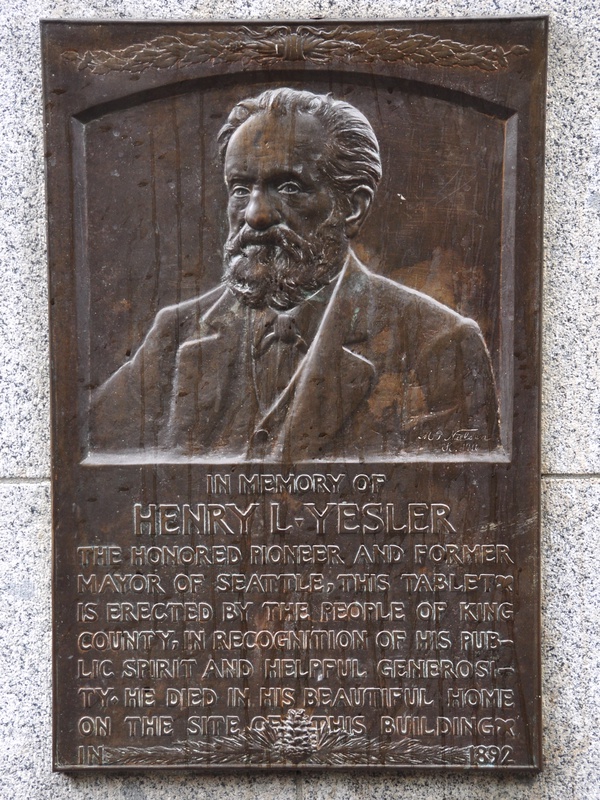 IN MEMORY OF
HENRY L. YESLER
THE HONORED PIONEER AND FORMER
MAYOR OF SEATTLE, THIS TABLET
IS ERECTED BY THE PEOPLE OF KING
COUNTY, IN RECOGNITION OF HIS PUB-
LIC SPIRIT AND HELPFUL GENEROSI-
TY. HE DIED IN HIS BEAUTIFUL HOME
ON THE SITE OF THIS BUILDING
IN 1892